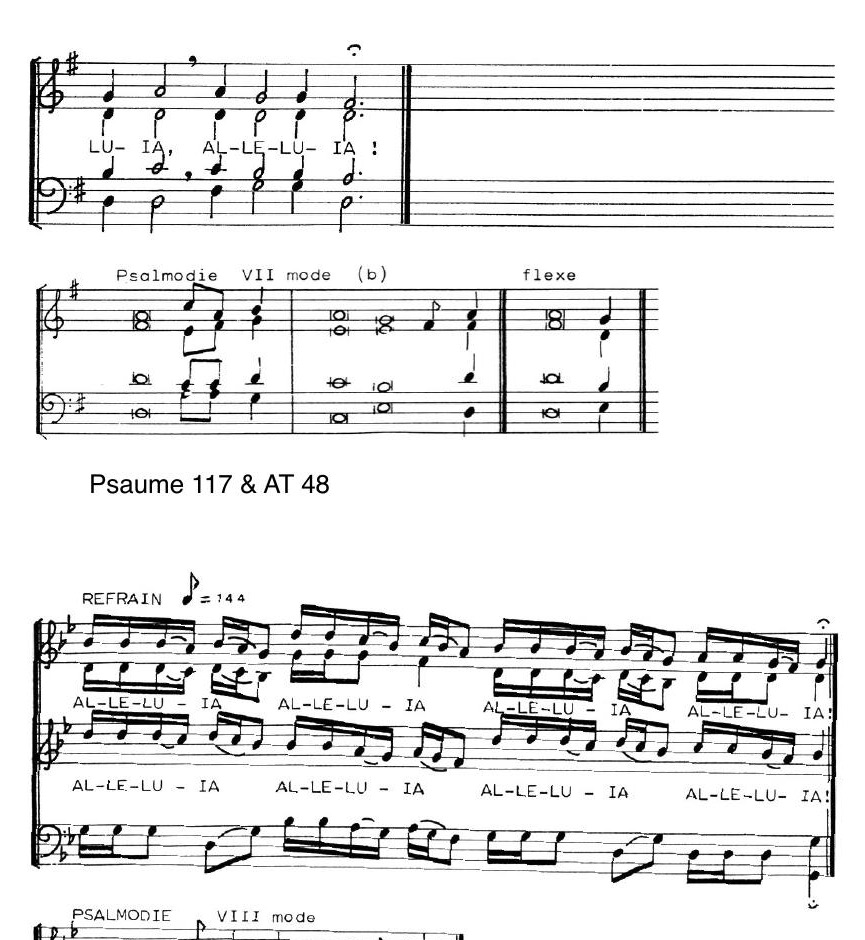 LU- IA, AL-LE-LU- IA !
Psalmodie VII mode (b) flexe
Psaume 117 & AT 48
REFRAIN ♪ = 144
AL-LE-LU - IA AL-LE-LU - IA AL-LE-LU - IA AL-LE-LU- IA!
AL-LE-LU - IA AL-LE-LU - IA AL-LE-LU - IA AL-LE-LU- IA!
PSALMODIE VIII mode